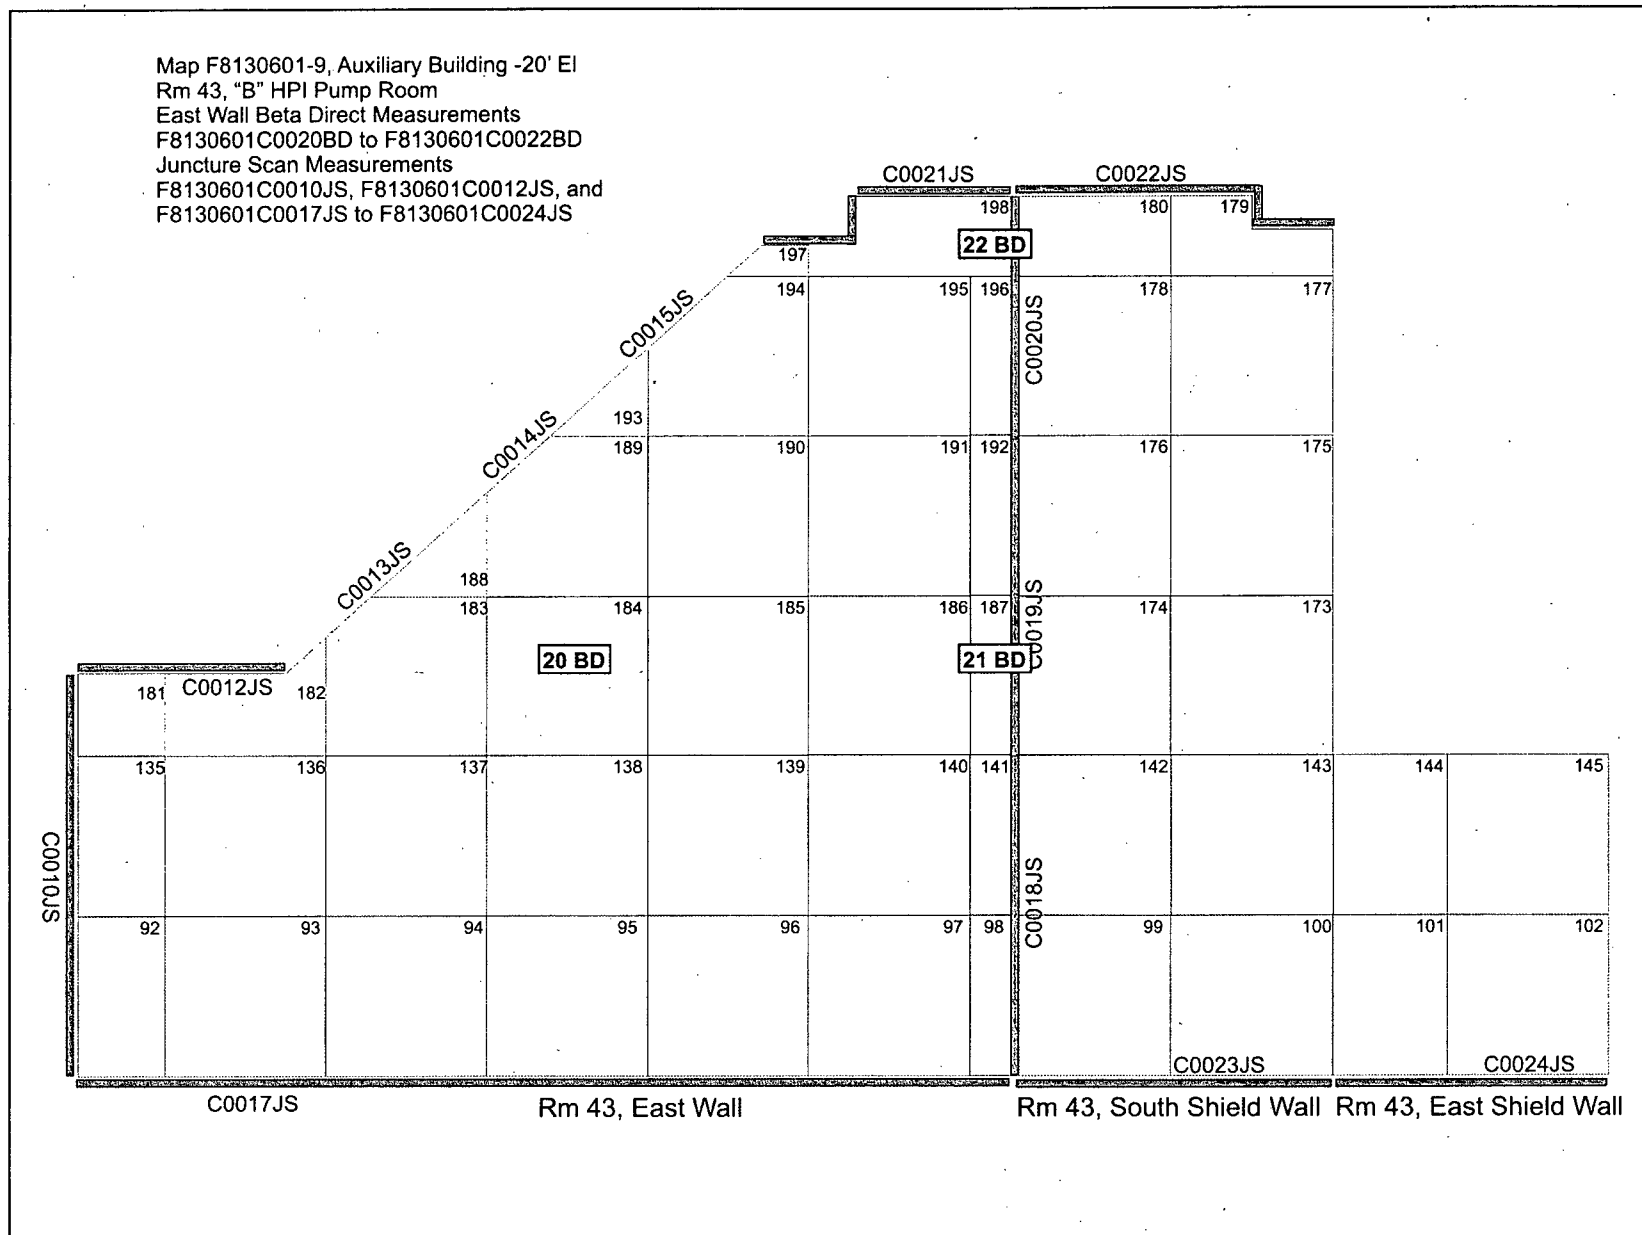 Map F8130601-9, Auxiliary Building -20' El
Rm 43, “B” HPI Pump Room
East Wall Beta Direct Measurements
F8130601C0020BD to F8130601C0022BD
Juncture Scan Measurements
F8130601C0010JS, F8130601C0012JS, and
F8130601C0017JS to F8130601C0024JS
C0021JS C0022JS
198 180 179
22 BD
197
194 195 196 178 177
C0015JS
C0020JS
193
C0014JS
189 190 191 192 176 175
C0013JS
188
183 184 185 186 187 174 173
C0019JS
20 BD 21 BD
181 C0012JS 182
135 136 137 138 139 140 141 142 143 144 145
C0010JS
C0018JS
92 93 94 95 96 97 98 99 100 101 102
C0023JS C0024JS
C0017JS Rm 43, East Wall Rm 43, South Shield Wall Rm 43, East Shield Wall